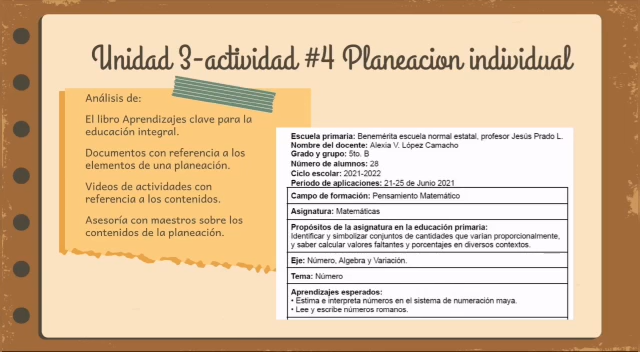 Unidad 3-actividad #4 Planeacion individual
Análisis de:
El libro Aprendizajes clave para la
educación integral.
Documentos con referencia a los
elementos de una planeación.
Videos de actividades con
referencia a los contenidos.
Asesoría con maestros sobre los
contenidos de la planeación.
Escuela primaria: Benemérita escuela normal estatal, profesor Jesús Prado L.
Nombre del docente: Alexia V. López Camacho
Grado y grupo: 5to. B
Número de alumnos: 28
Ciclo escolar: 2021-2022
Periodo de aplicaciones: 21-25 de Junio 2021
Campo de formación: Pensamiento Matemático
Asignatura: Matemáticas
Propósitos de la asignatura en la educación primaria:
Identificar y simbolizar conjuntos de cantidades que varían proporcionalmente,
y saber calcular valores faltantes y porcentajes en diversos contextos.
Eje: Número, Algebra y Variación.
Tema: Número
Aprendizajes esperados:
• Estima e interpreta números en el sistema de numeración maya.
• Lee y escribe números romanos.